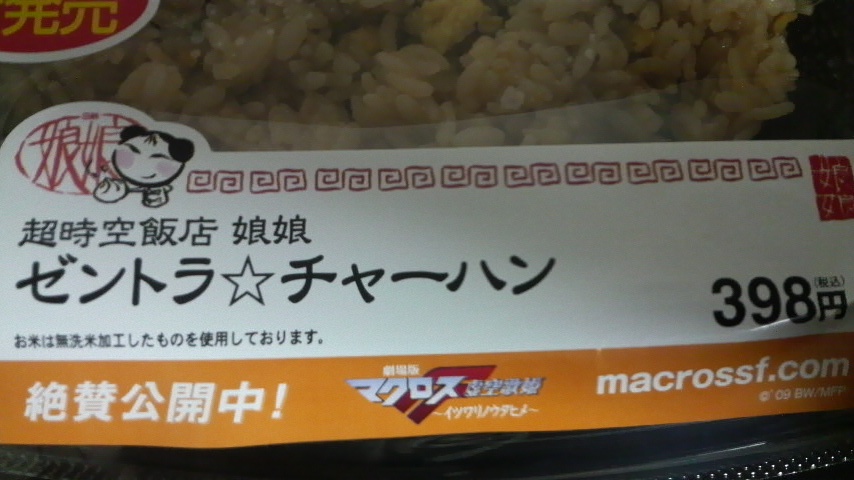 発売
娘娘
娘娘
超時空飯店 娘娘
ゼントラ☆チャーハン
398円
(税込)
お米は無洗米加工したものを使用しております。
絶賛公開中!
劇場版
マクロスF 虚空歌姫
~イツワリノウタヒメ~
macrossf.com
©'09 BW/MFP